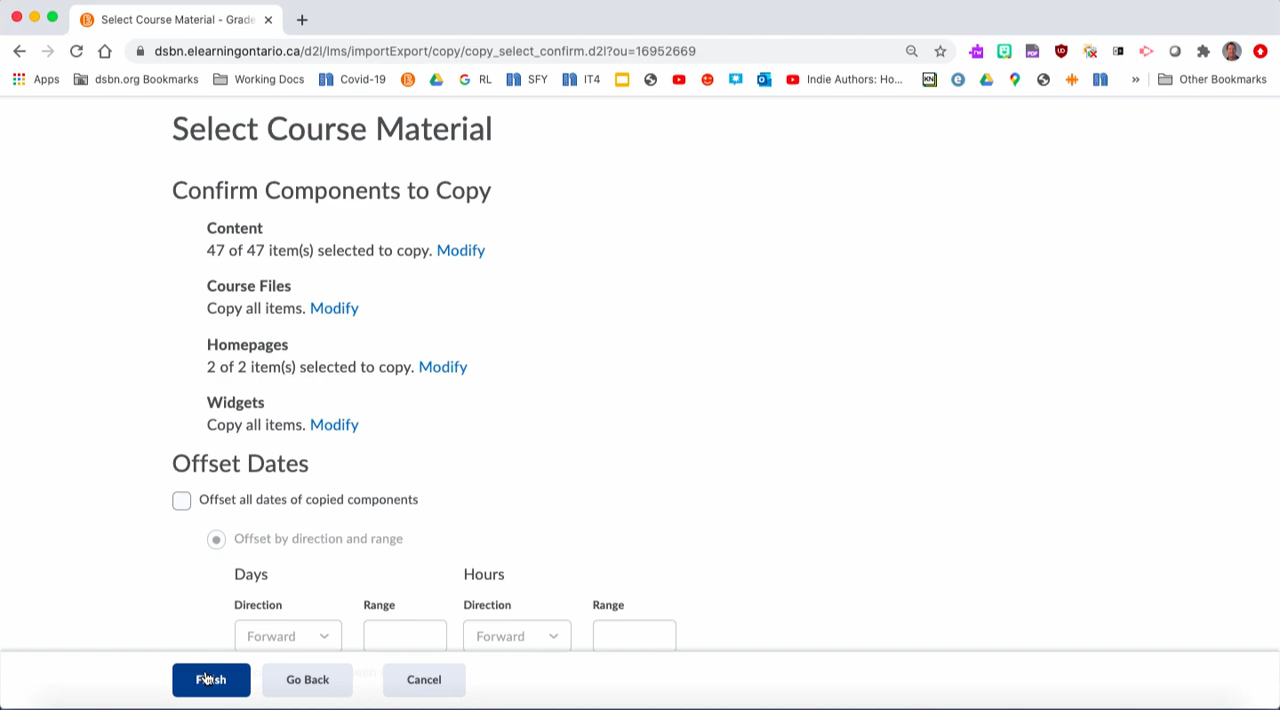 Select Course Material - Grade
dsbn.elearningontario.ca/d2l/lms/importExport/copy/copy_select_confirm.d2l?ou=16952669
Apps dsbn.org Bookmarks Working Docs Covid-19 RL SFY IT4 Indie Authors: Ho... KN » Other Bookmarks
Select Course Material
Confirm Components to Copy
Content
47 of 47 item(s) selected to copy. Modify
Course Files
Copy all items. Modify
Homepages
2 of 2 item(s) selected to copy. Modify
Widgets
Copy all items. Modify
Offset Dates
Offset all dates of copied components
Offset by direction and range
Days Hours
Direction Range Direction Range
Forward Forward
Finish Go Back Cancel